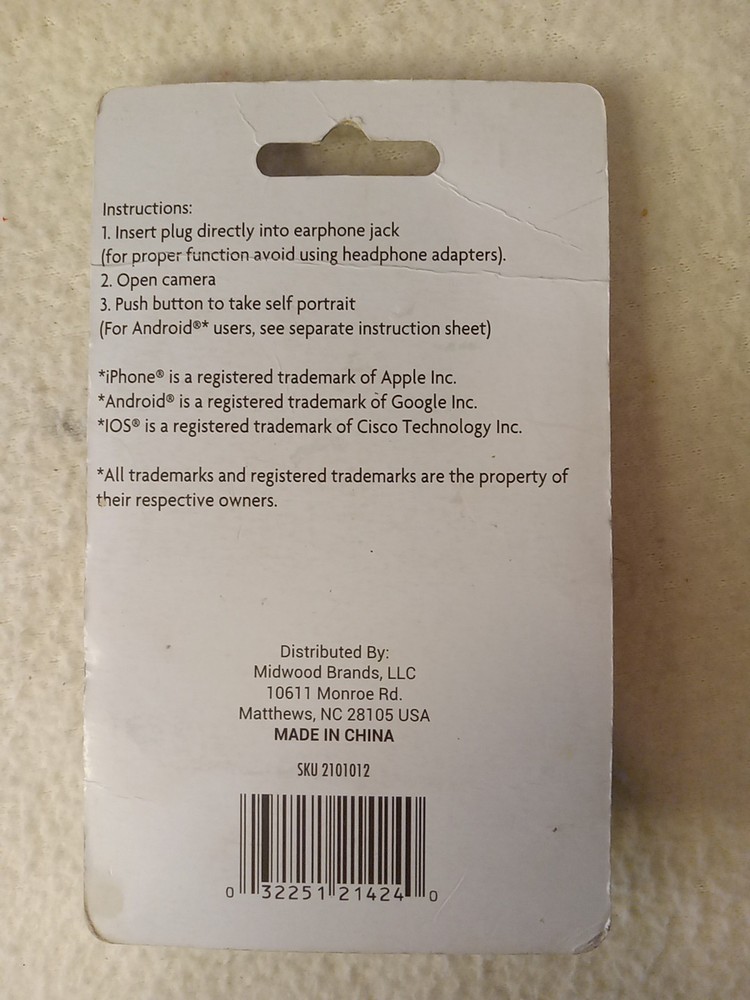 Instructions:
1. Insert plug directly into earphone jack
(for proper function avoid using headphone adapters).
2. Open camera
3. Push button to take self portrait
(For Android®* users, see separate instruction sheet)
*iPhone® is a registered trademark of Apple Inc.
*Android® is a registered trademark of Google Inc.
*IOS® is a registered trademark of Cisco Technology Inc.
*All trademarks and registered trademarks are the property of
their respective owners.
Distributed By:
Midwood Brands, LLC
10611 Monroe Rd.
Matthews, NC 28105 USA
MADE IN CHINA
SKU 2101012
0 32251 21424 0